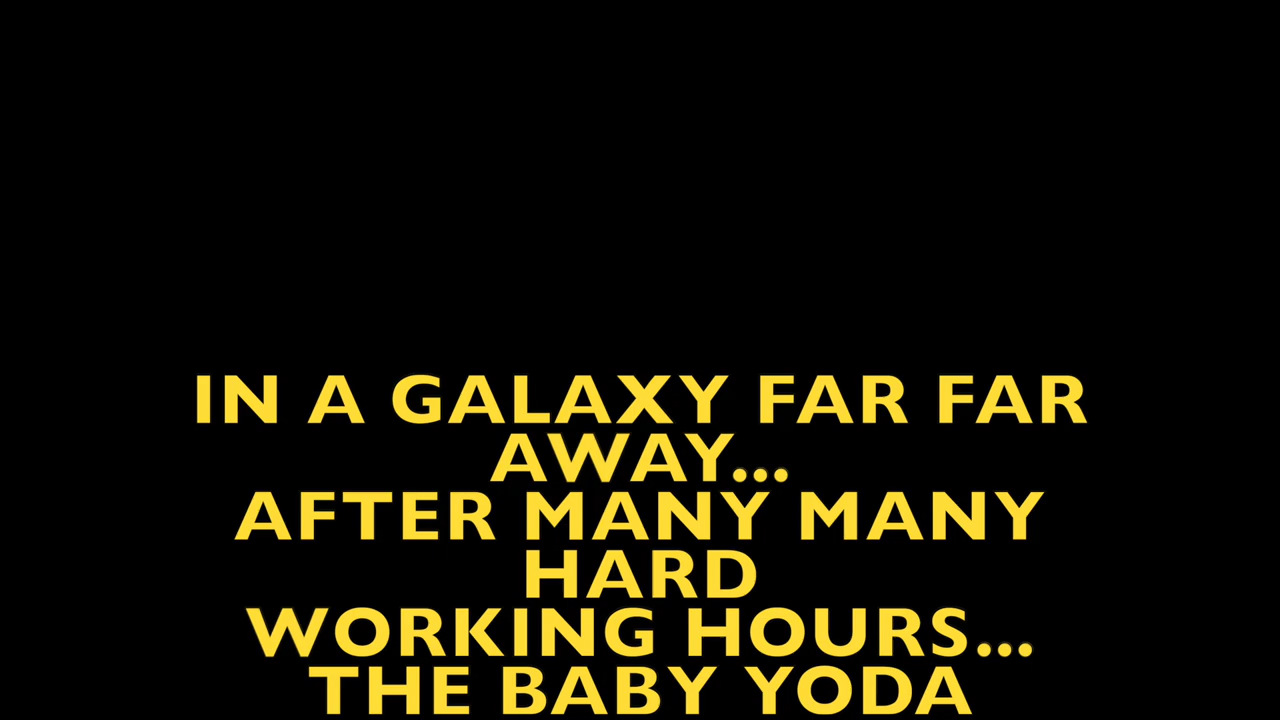 IN A GALAXY FAR FAR
AWAY...
AFTER MANY MANY
HARD
WORKING HOURS...
THE BABY YODA